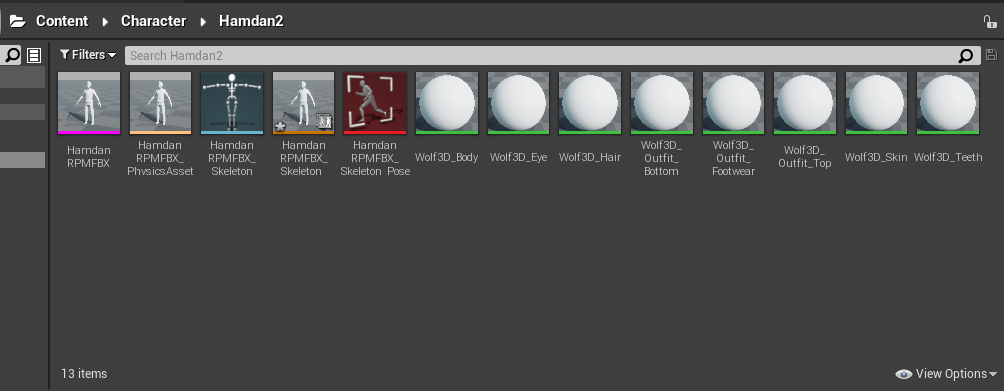 Content Character Hamdan2
Filters Search Hamdan2
Hamdan
RPMFBX
Hamdan
RPMFBX_
PhysicsAsset
Hamdan
RPMFBX_
Skeleton
Hamdan
RPMFBX_
Skeleton_
Hamdan
RPMFBX_
Skeleton_Pose
Wolf3D_Body
Wolf3D_Eye
Wolf3D_Hair
Wolf3D_
Outfit_
Bottom
Wolf3D_
Outfit_
Footwear
Wolf3D_
Outfit_Top
Wolf3D_Skin
Wolf3D_Teeth
13 items
View Options